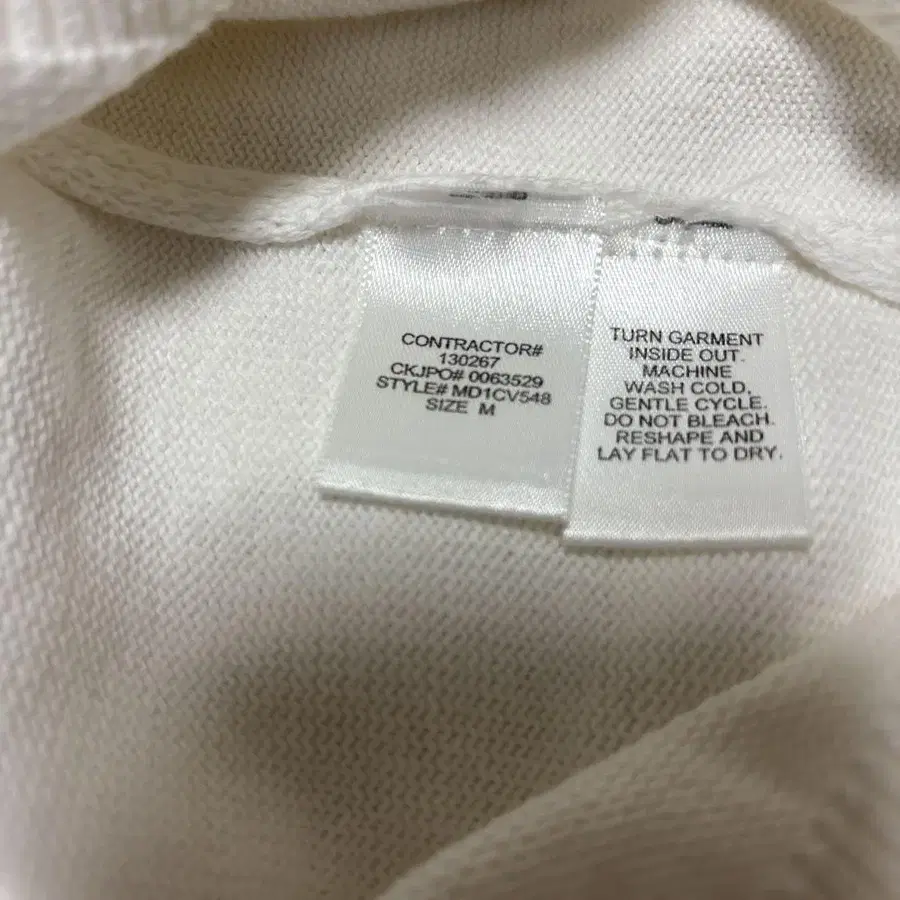 CONTRACTOR#
130267
CKJPO# 0063529
STYLE# MD1CV548
SIZE M
TURN GARMENT
INSIDE OUT.
MACHINE
WASH COLD,
GENTLE CYCLE.
DO NOT BLEACH.
RESHAPE AND
LAY FLAT TO DRY.